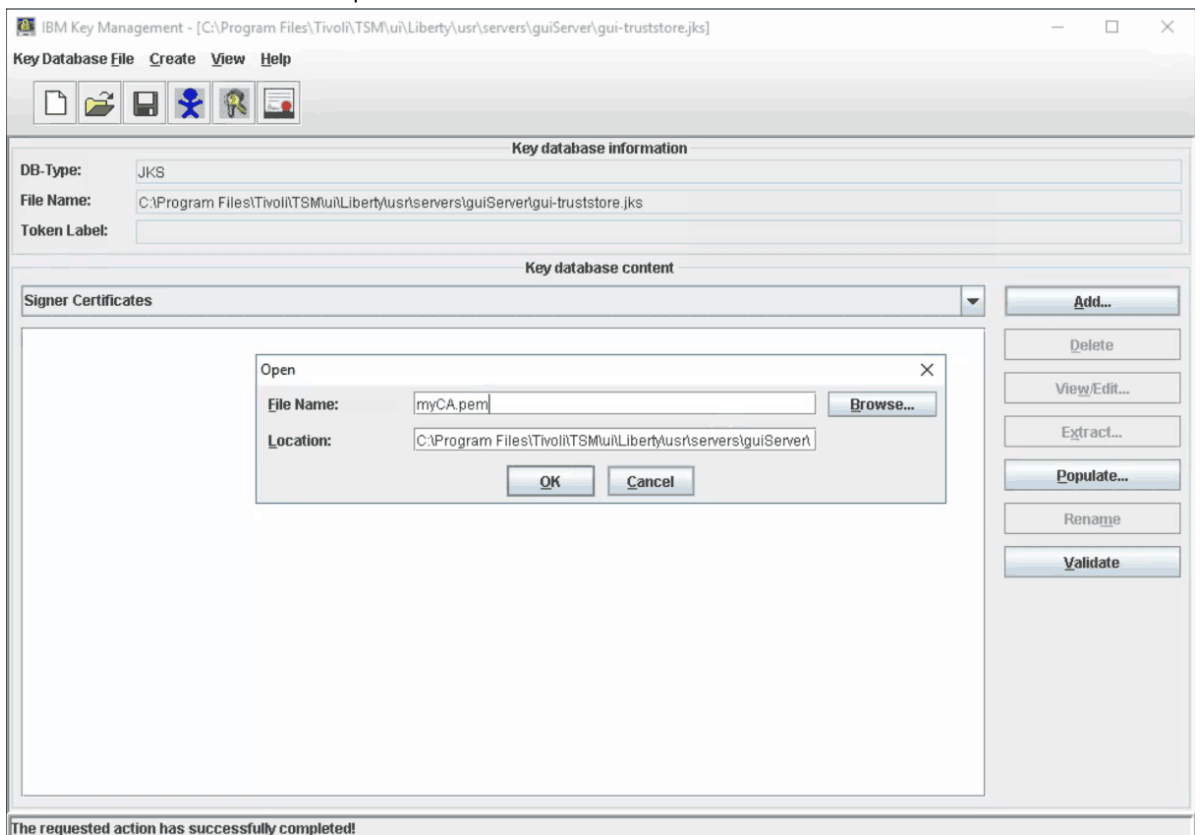 IBM Key Management - [C:\Program Files\Tivoli\TSM\ui\Liberty\usr\servers\guiServer\gui-truststore.jks]
Key Database File Create View Help
Key database information
DB-Type: JKS
File Name: C:\Program Files\Tivoli\TSM\ui\Liberty\usr\servers\guiServer\gui-truststore.jks
Token Label:
Key database content
Signer Certificates
Add...
Delete
View/Edit...
Extract...
Populate...
Rename
Validate
Open
File Name: myCA.pem Browse...
Location: C:\Program Files\Tivoli\TSM\ui\Liberty\usr\servers\guiServer\
OK Cancel
The requested action has successfully completed!